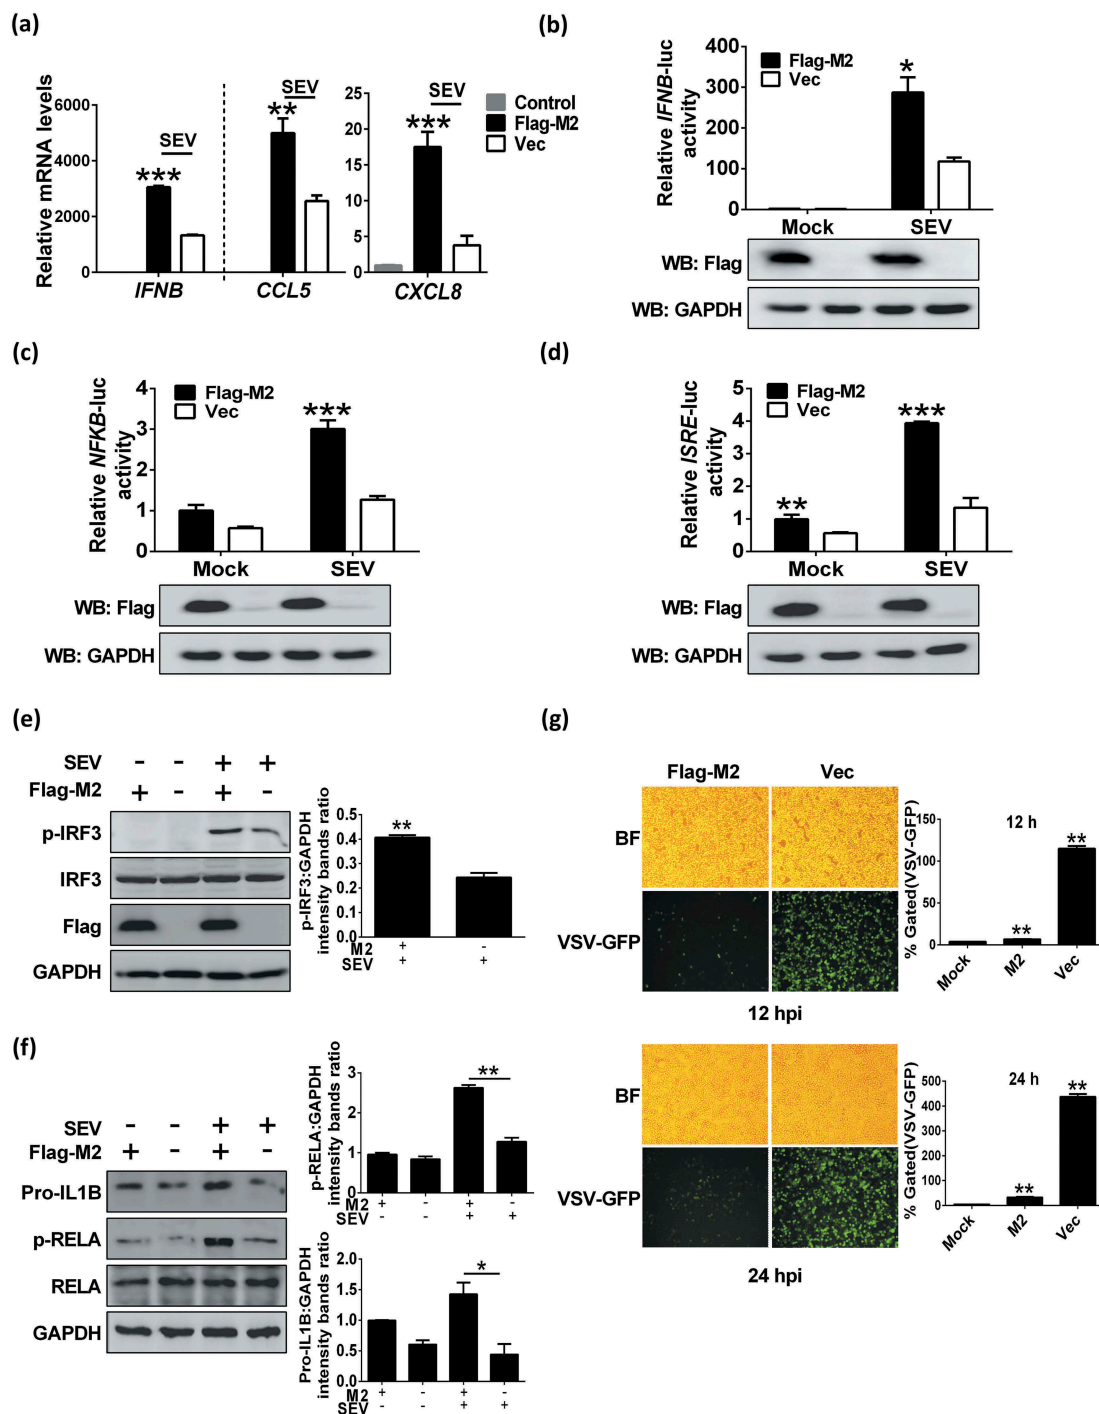 (a)
Relative mRNA levels
6000
4000
2000
0
SEV
***
SEV
**
IFNB
CCL5
25
20
15
10
5
0
SEV
***
CXCL8
Control
Flag-M2
Vec
(b)
Relative IFNB-luc
activity
400
300
200
100
0
Flag-M2
Vec
*
Mock
SEV
WB: Flag
WB: GAPDH
(c)
Relative NFKB-luc
activity
4
3
2
1
0
Flag-M2
Vec
***
Mock
SEV
WB: Flag
WB: GAPDH
(d)
Relative ISRE-luc
activity
5
4
3
2
1
0
Flag-M2
Vec
**
***
Mock
SEV
WB: Flag
WB: GAPDH
(e)
SEV - - + +
Flag-M2 + - + -
p-IRF3
IRF3
Flag
GAPDH
p-IRF3:GAPDH
intensity bands ratio
0.5
0.4
0.3
0.2
0.1
0.0
**
M2 + -
SEV + +
(f)
SEV - - + +
Flag-M2 + - + -
Pro-IL1B
p-RELA
RELA
GAPDH
p-RELA:GAPDH
intensity bands ratio
3
2
1
0
**
M2 + - + -
SEV - - + +
Pro-IL1B:GAPDH
intensity bands ratio
2.0
1.5
1.0
0.5
0.0
*
M2 + - + -
SEV - - + +
(g)
Flag-M2 Vec
BF
VSV-GFP
12 hpi
% Gated(VSV-GFP)
150
100
50
0
12 h
**
**
Mock
M2
Vec
BF
VSV-GFP
24 hpi
% Gated(VSV-GFP)
500
400
300
200
100
0
24 h
**
**
Mock
M2
Vec